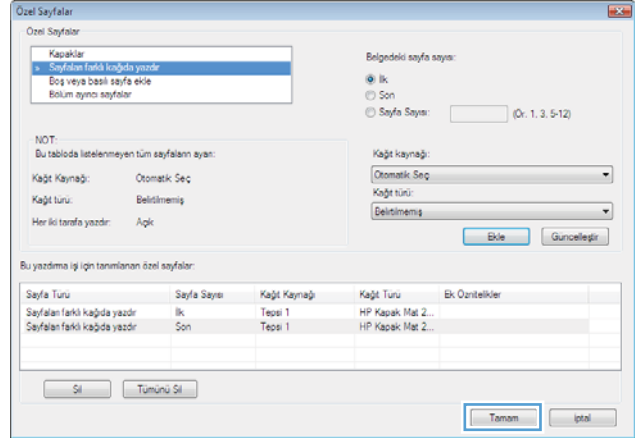 Özel Sayfalar
Özel Sayfalar
Kapaklar
» Sayfaları farklı kağıda yazdır
Boş veya basılı sayfa ekle
Bölüm ayırıcı sayfalar
Belgedeki sayfa sayısı:
İlk
Son
Sayfa Sayısı: (Ör. 1, 3, 5-12)
NOT:
Bu tabloda listelenmeyen tüm sayfaların ayarı:
Kağıt Kaynağı: Otomatik Seç
Kağıt türü: Belirtilmemiş
Her iki tarafa yazdır: Açık
Kağıt kaynağı:
Otomatik Seç
Kağıt türü:
Belirtilmemiş
Ekle Güncelleştir
Bu yazdırma işi için tanımlanan özel sayfalar:
Sayfa Türü Sayfa Sayısı Kağıt Kaynağı Kağıt Türü Ek Öznitelikler
Sayfaları farklı kağıda yazdır İlk Tepsi 1 HP Kapak Mat 2...
Sayfaları farklı kağıda yazdır Son Tepsi 1 HP Kapak Mat 2...
Sil Tümünü Sil
Tamam İptal